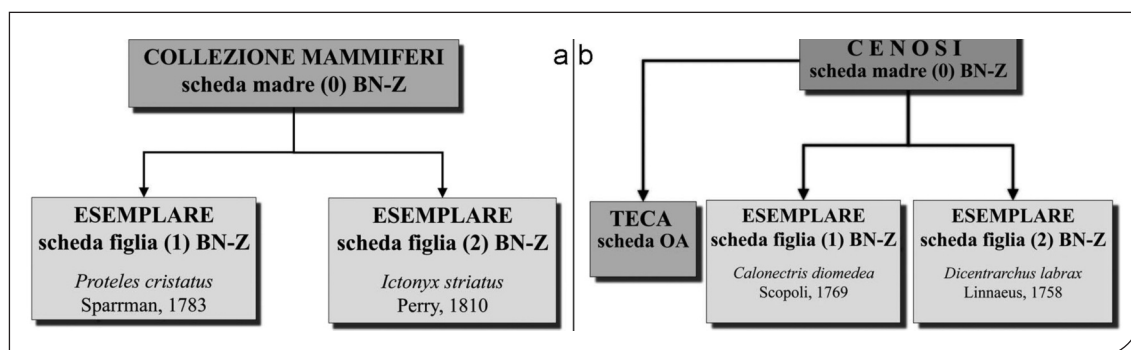 COLLEZIONE MAMMIFERI
scheda madre (0) BN-Z
a
ESEMPLARE
scheda figlia (1) BN-Z
Proteles cristatus
Sparrman, 1783
ESEMPLARE
scheda figlia (2) BN-Z
Ictonyx striatus
Perry, 1810
b
CENOSI
scheda madre (0) BN-Z
TECA
scheda OA
ESEMPLARE
scheda figlia (1) BN-Z
Calonectris diomedea
Scopoli, 1769
ESEMPLARE
scheda figlia (2) BN-Z
Dicentrarchus labrax
Linnaeus, 1758